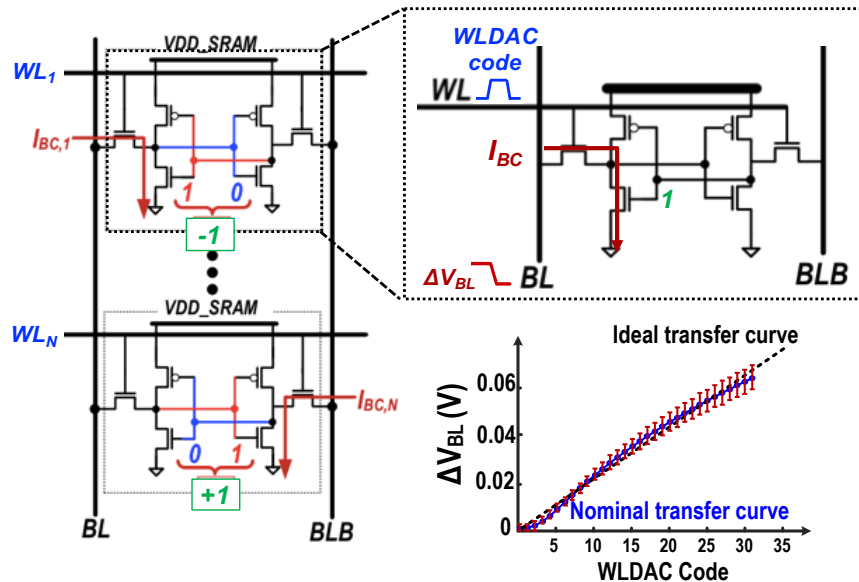 VDD_SRAM
WL1
IBC,1
1 0
-1
VDD_SRAM
WLN
IBC,N
0 1
+1
BL
BLB
WLDAC
code
WL
IBC
1
ΔVBL
BL
BLB
Ideal transfer curve
Nominal transfer curve
ΔVBL (V)
0.06
0.04
0.02
0
5 10 15 20 25 30 35
WLDAC Code